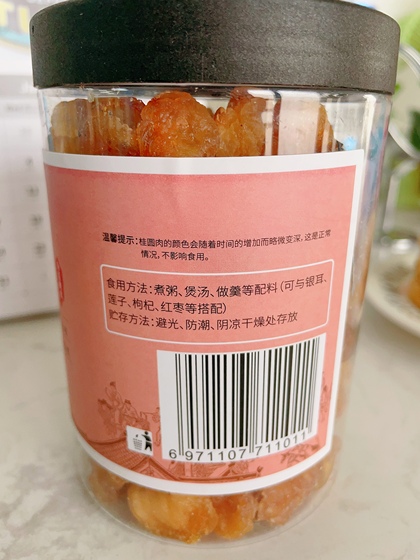 温馨提示:桂圆肉的颜色会随着时间的增加而略微变深,这是正常
情况,不影响食用。
食用方法:煮粥、煲汤、做羹等配料(可与银耳、
莲子、枸杞、红枣等搭配)
贮存方法:避光、防潮、阴凉干燥处存放
6 971107 711011